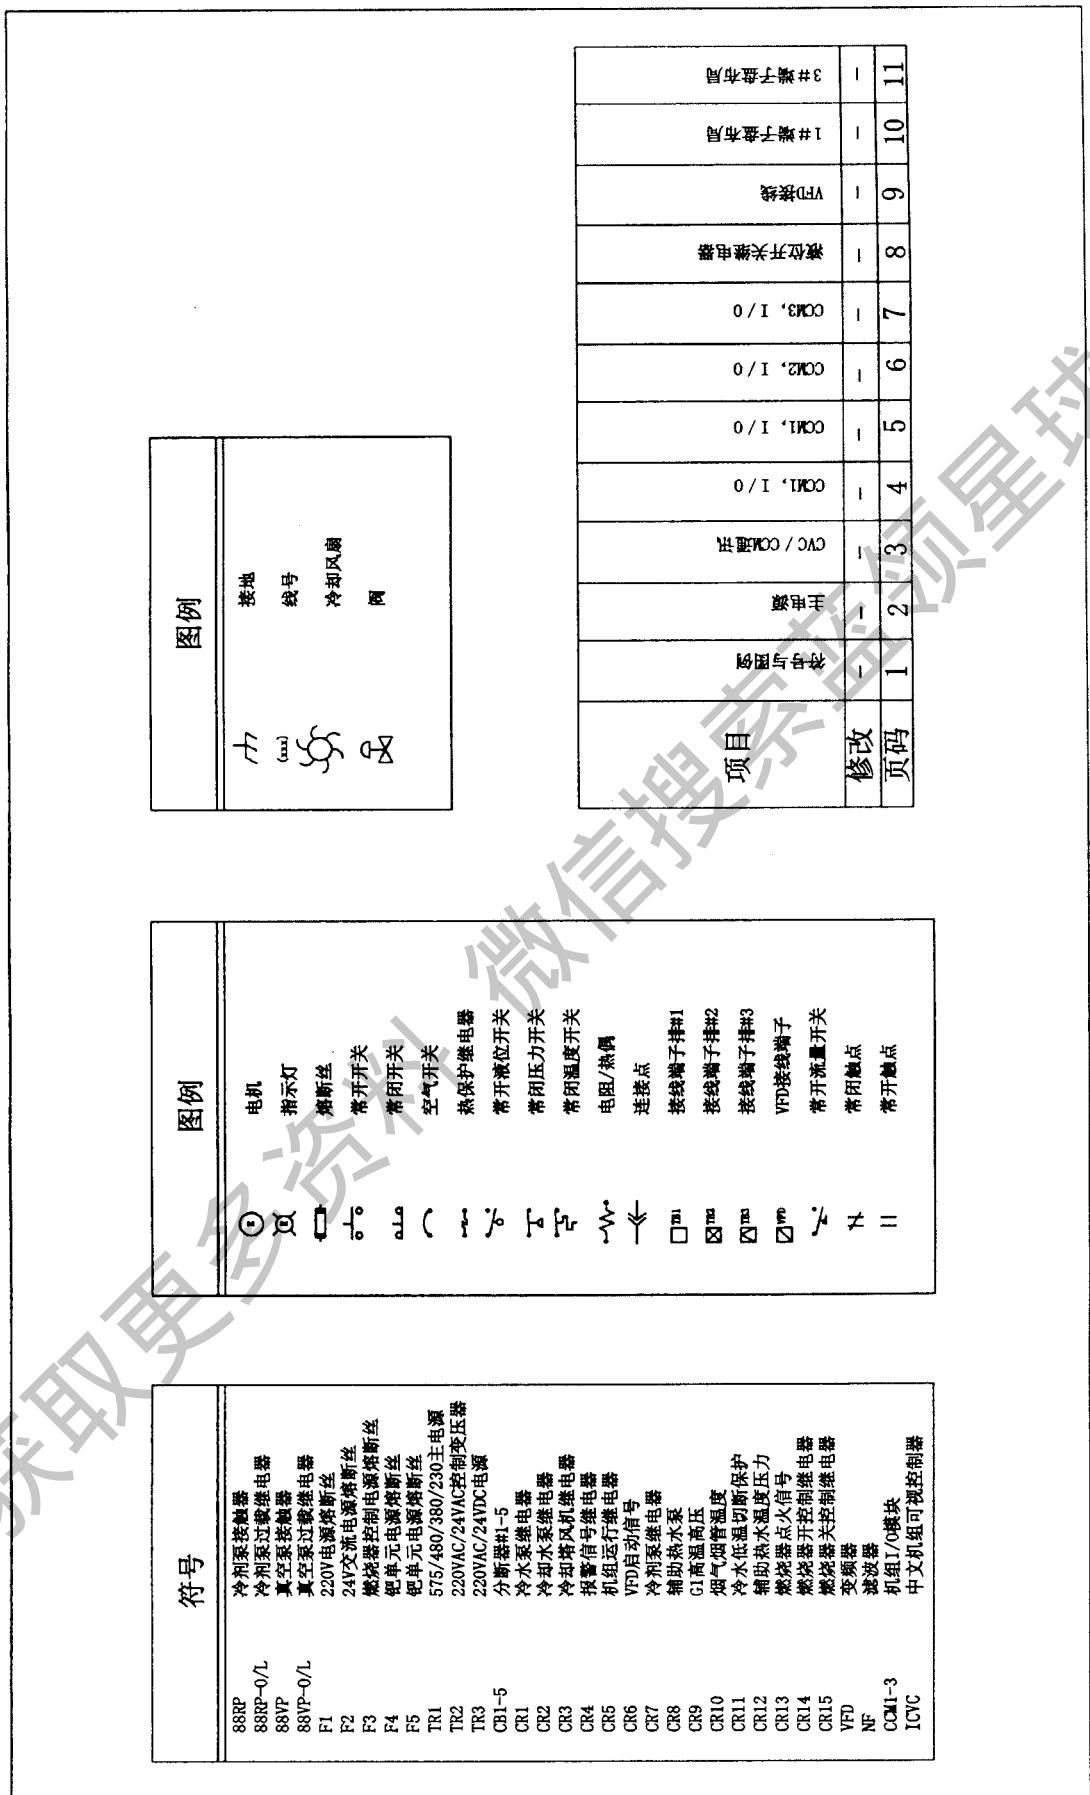 符号
88RP 冷剂泵接触器
88RP-O/L 冷剂泵过载继电器
88VP 真空泵接触器
88VP-O/L 真空泵过载继电器
F1 220V电源熔断丝
F2 24V交流电源熔断丝
F3 燃烧器控制电源熔断丝
F4 钯单元电源熔断丝
F5 钯单元电源熔断丝
TR1 575/480/380/230主电源
TR2 220VAC/24VAC控制变压器
TR3 220VAC/24VDC电源
CB1-5 分断器#1-5
CR1 冷水泵继电器
CR2 冷却水泵继电器
CR3 冷却塔风机继电器
CR4 报警信号继电器
CR5 机组运行继电器
CR6 VFD启动信号
CR7 冷剂泵继电器
CR8 辅助热水泵
CR9 G1高温高压
CR10 烟气烟管温度
CR11 冷水低温切断保护
CR12 辅助热水温度压力
CR13 燃烧器点火信号
CR14 燃烧器开控制继电器
CR15 燃烧器关控制继电器
VFD 变频器
NF 滤波器
CCM1-3 机组I/O模块
ICVC 中文机组可视控制器
图例
电机
指示灯
熔断丝
常开开关
常闭开关
空气开关
热保护继电器
常开液位开关
常闭压力开关
常闭温度开关
电阻/热偶
连接点
TB1 接线端子排#1
TB2 接线端子排#2
TB3 接线端子排#3
VFD VFD接线端子
常开流量开关
常闭触点
常开触点
图例
接地
(xxx) 线号
冷却风扇
阀
项目 符号与图例 主电源 CVC/CCM通讯 CCM1, I/O CCM1, I/O CCM2, I/O CCM3, I/O 液位开关继电器 VFD接线 1#端子盘布局 3#端子盘布局
修改 - - - - - - - - - - -
页码 1 2 3 4 5 6 7 8 9 10 11
获取更多资料 微信搜索蓝领星球